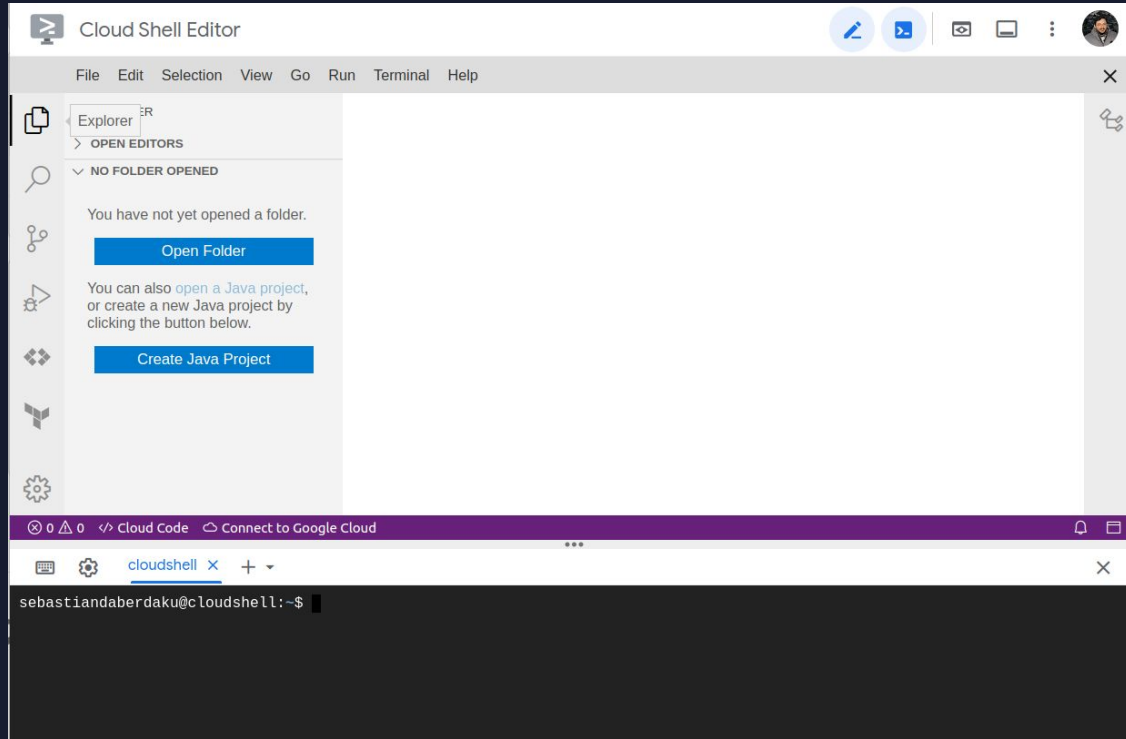 Cloud Shell Editor
File Edit Selection View Go Run Terminal Help
Explorer
ER
OPEN EDITORS
NO FOLDER OPENED
You have not yet opened a folder.
Open Folder
You can also open a Java project,
or create a new Java project by
clicking the button below.
Create Java Project
0 0 </> Cloud Code Connect to Google Cloud
cloudshell
sebastiandaberdaku@cloudshell:~$